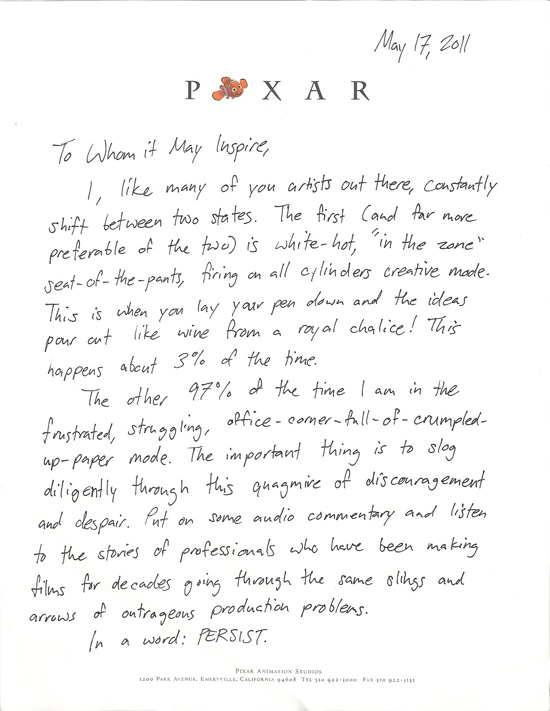 May 17, 2011
P XAR
To Whom it May Inspire,
I, like many of you artists out there, constantly
shift between two states. The first (and far more
preferable of the two) is white-hot, "in the zone"
seat-of-the-pants, firing on all cylinders creative mode.
This is when you lay your pen down and the ideas
pour out like wine from a royal chalice! This
happens about 3% of the time.
The other 97% of the time I am in the
frustrated, struggling, office-corner-full-of-crumpled-
up-paper mode. The important thing is to slog
diligently through this quagmire of discouragement
and despair. Put on some audio commentary and listen
to the stories of professionals who have been making
films for decades going through the same slings and
arrows of outrageous production problems.
In a word: PERSIST.
PIXAR ANIMATION STUDIOS
1200 PARK AVENUE, EMERYVILLE, CALIFORNIA 94608 TEL 510 922-3000 FAX 510 922-3151